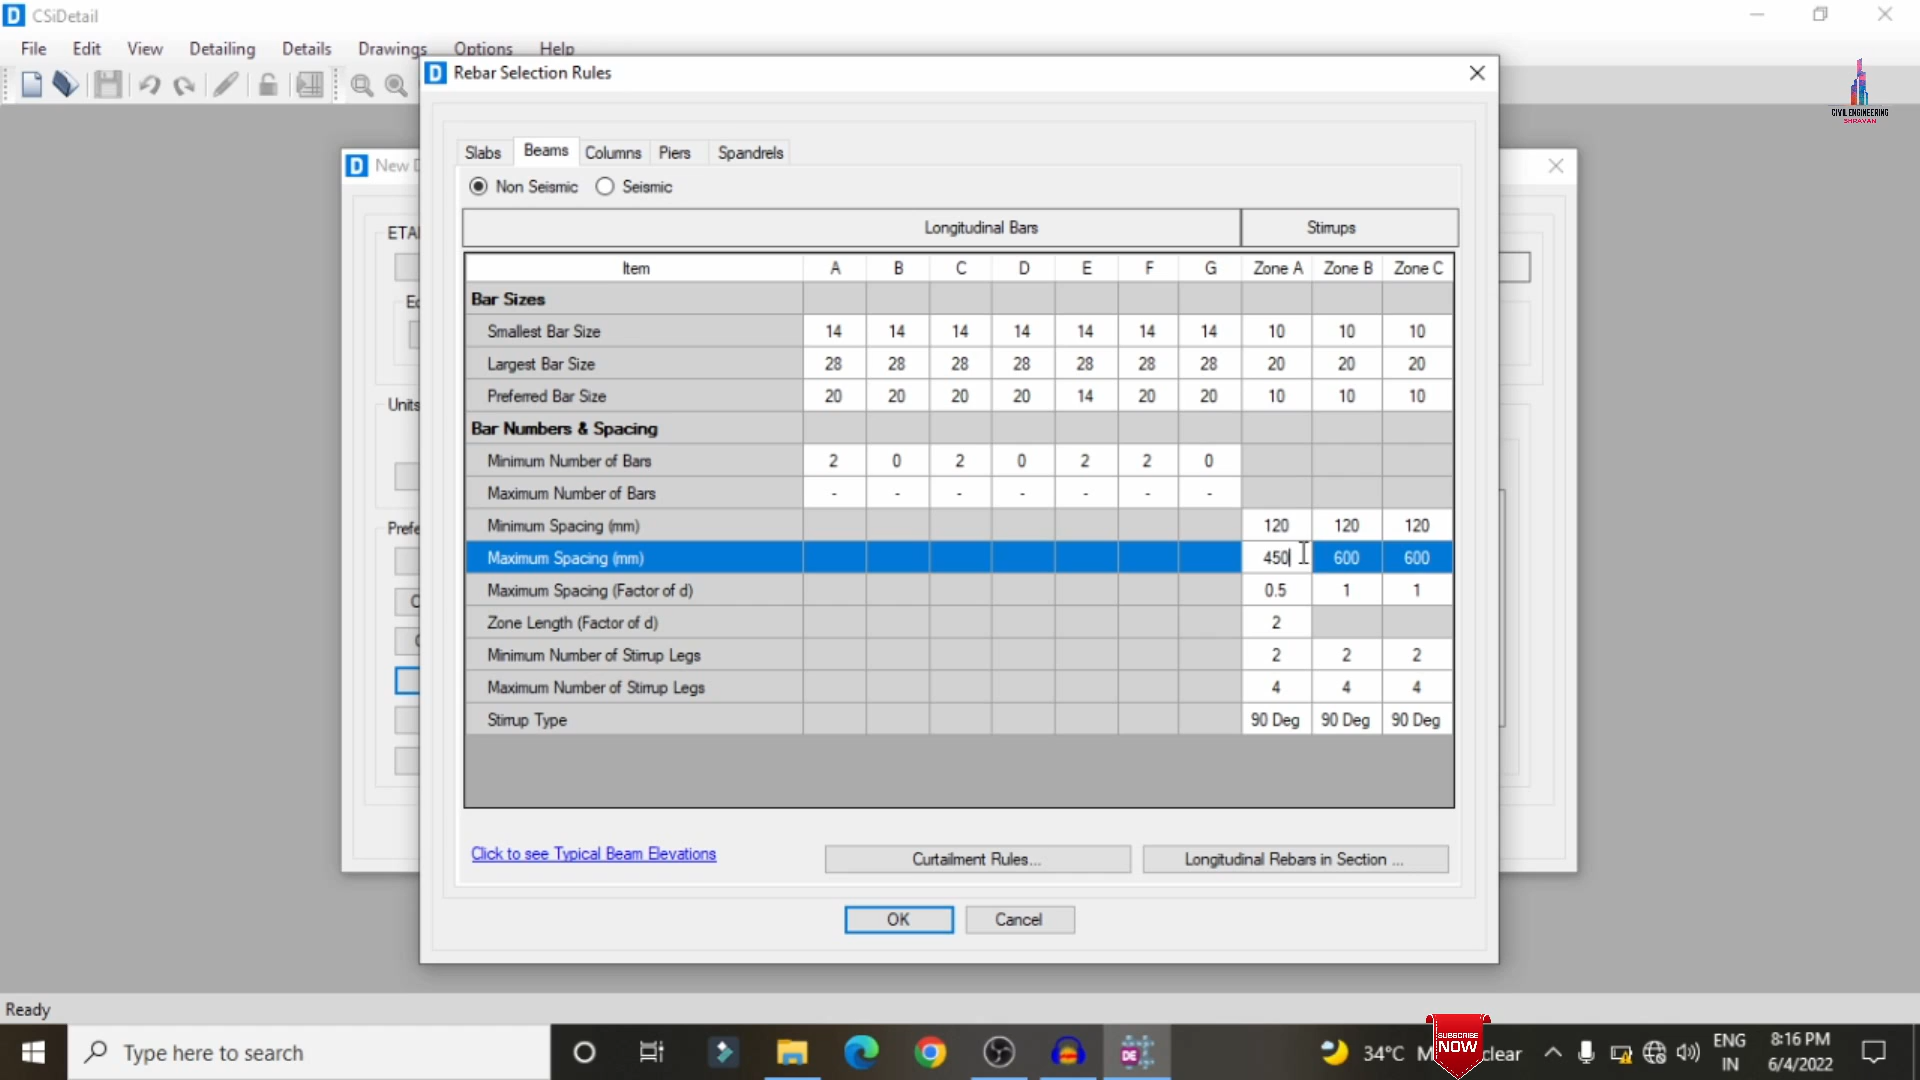 CSiDetail
File Edit View Detailing Details Drawings Options Help
Rebar Selection Rules
CIVIL ENGINEERING
SHRAVAN
New D
Slabs Beams Columns Piers Spandrels
Non Seismic Seismic
ETA
Longitudinal Bars Stirrups
Item A B C D E F G Zone A Zone B Zone C
Bar Sizes
Smallest Bar Size 14 14 14 14 14 14 14 10 10 10
Largest Bar Size 28 28 28 28 28 28 28 20 20 20
Preferred Bar Size 20 20 20 20 14 20 20 10 10 10
Units
Bar Numbers & Spacing
Minimum Number of Bars 2 0 2 0 2 2 0
Maximum Number of Bars - - - - - - -
Prefe
Minimum Spacing (mm) 120 120 120
Maximum Spacing (mm) 450 600 600
Maximum Spacing (Factor of d) 0.5 1 1
Zone Length (Factor of d) 2
Minimum Number of Stirrup Legs 2 2 2
Maximum Number of Stirrup Legs 4 4 4
Stirrup Type 90 Deg 90 Deg 90 Deg
Click to see Typical Beam Elevations Curtailment Rules... Longitudinal Rebars in Section ...
OK Cancel
Ready
Type here to search
DE
34°C M clear
SUBSCRIBE
NOW
ENG
IN
8:16 PM
6/4/2022